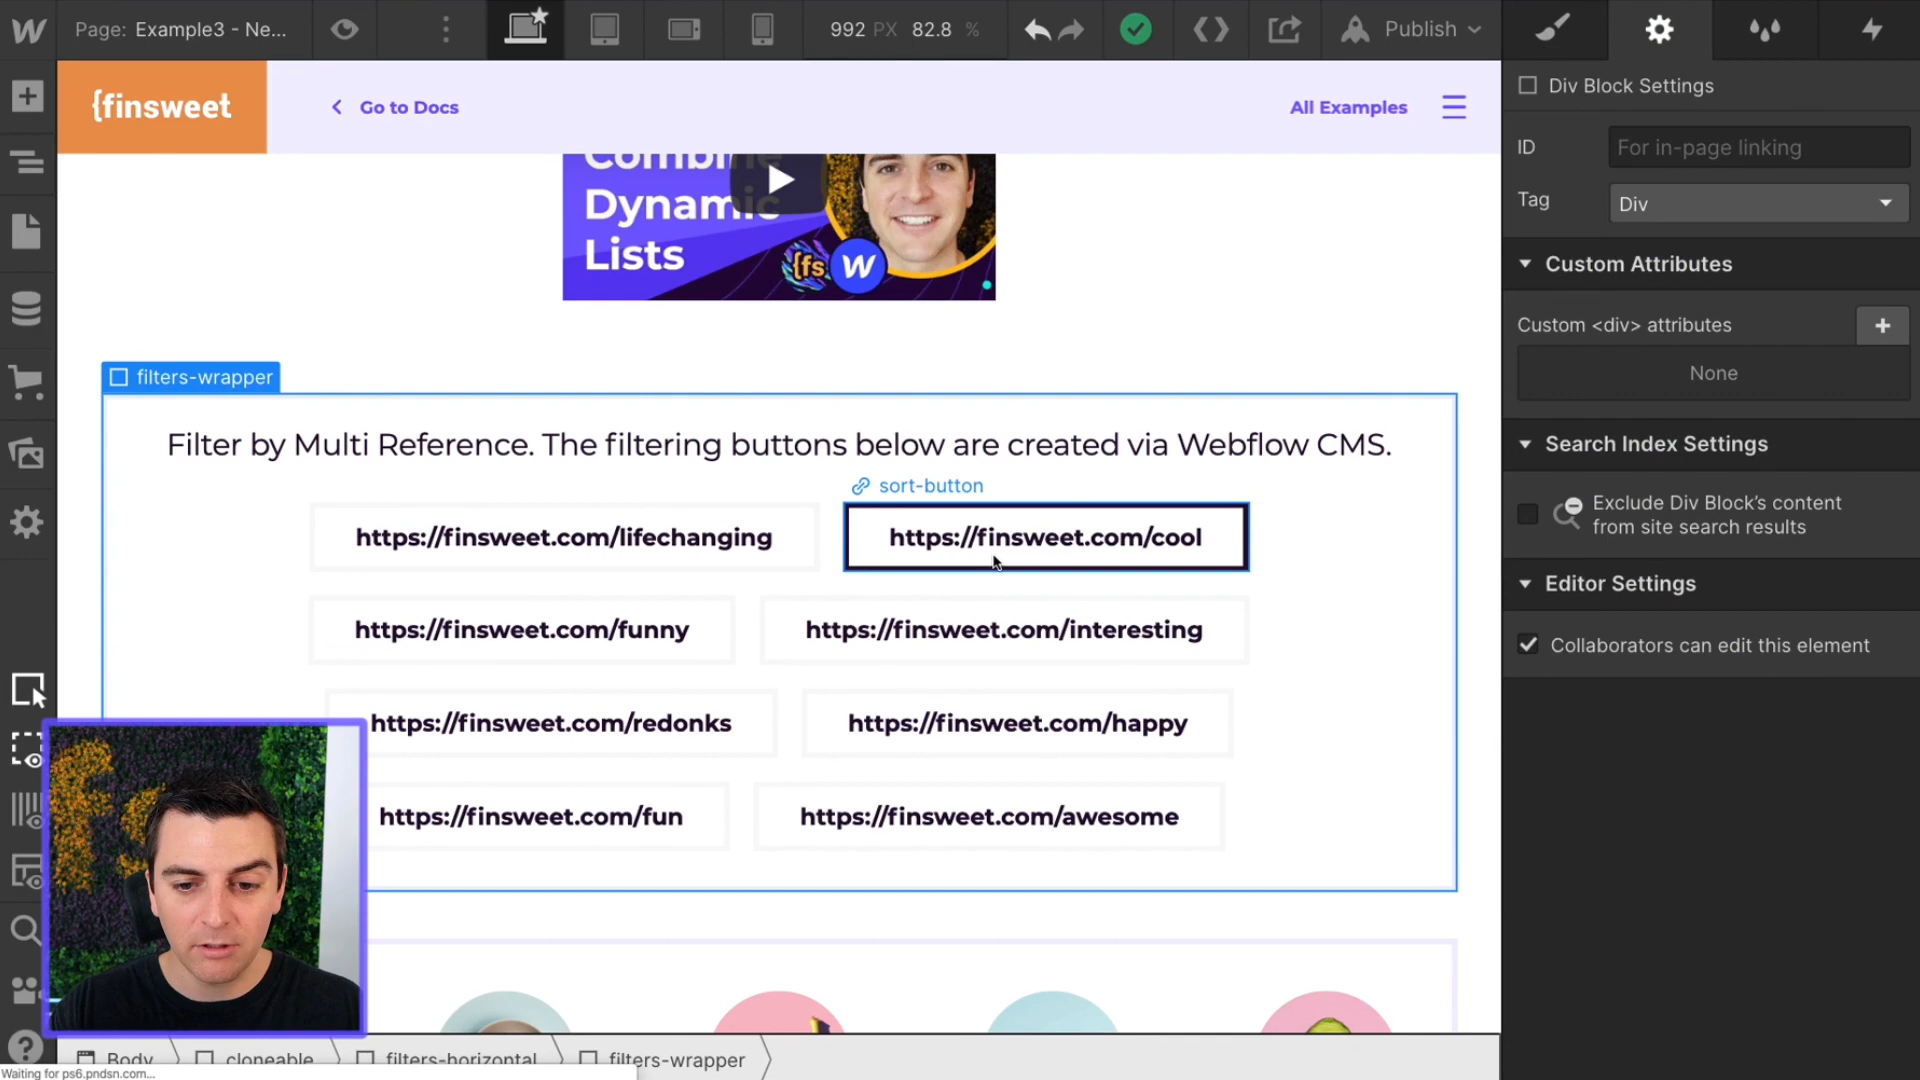 Page: Example3 - Ne...
992 PX 82.8 %
Publish
{finsweet
Go to Docs
All Examples
Combine
Dynamic
Lists
{fs
W
filters-wrapper
Filter by Multi Reference. The filtering buttons below are created via Webflow CMS.
sort-button
https://finsweet.com/lifechanging
https://finsweet.com/cool
https://finsweet.com/funny
https://finsweet.com/interesting
https://finsweet.com/redonks
https://finsweet.com/happy
https://finsweet.com/fun
https://finsweet.com/awesome
Body
cloneable
filters-horizontal
filters-wrapper
Waiting for ps6.pndsn.com...
Div Block Settings
ID
For in-page linking
Tag
Div
Custom Attributes
Custom <div> attributes
None
Search Index Settings
Exclude Div Block's content
from site search results
Editor Settings
Collaborators can edit this element